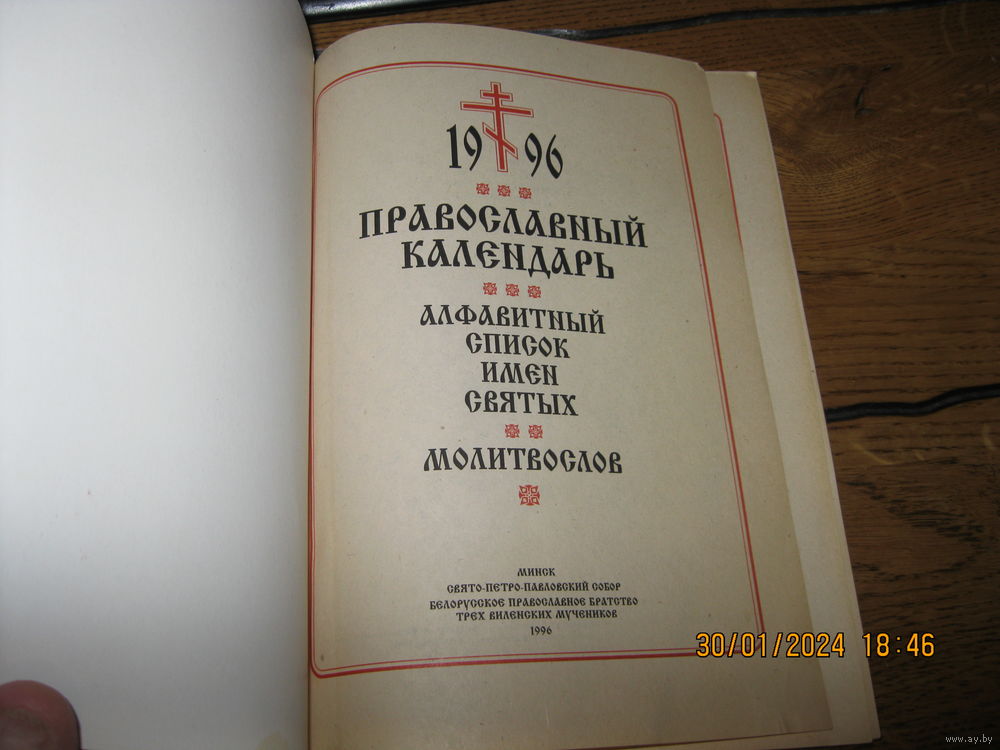 1996
ПРАВОСЛАВНЫЙ
КАЛЕНДАРЬ
АЛФАВИТНЫЙ
СПИСОК
ИМЕН
СВЯТЫХ
МОЛИТВОСЛОВ
МИНСК
СВЯТО-ПЕТРО-ПАВЛОВСКИЙ СОБОР
БЕЛОРУССКОЕ ПРАВОСЛАВНОЕ БРАТСТВО
ТРЕХ ВИЛЕНСКИХ МУЧЕНИКОВ
1996
30/01/2024 18:46
www.ay.by